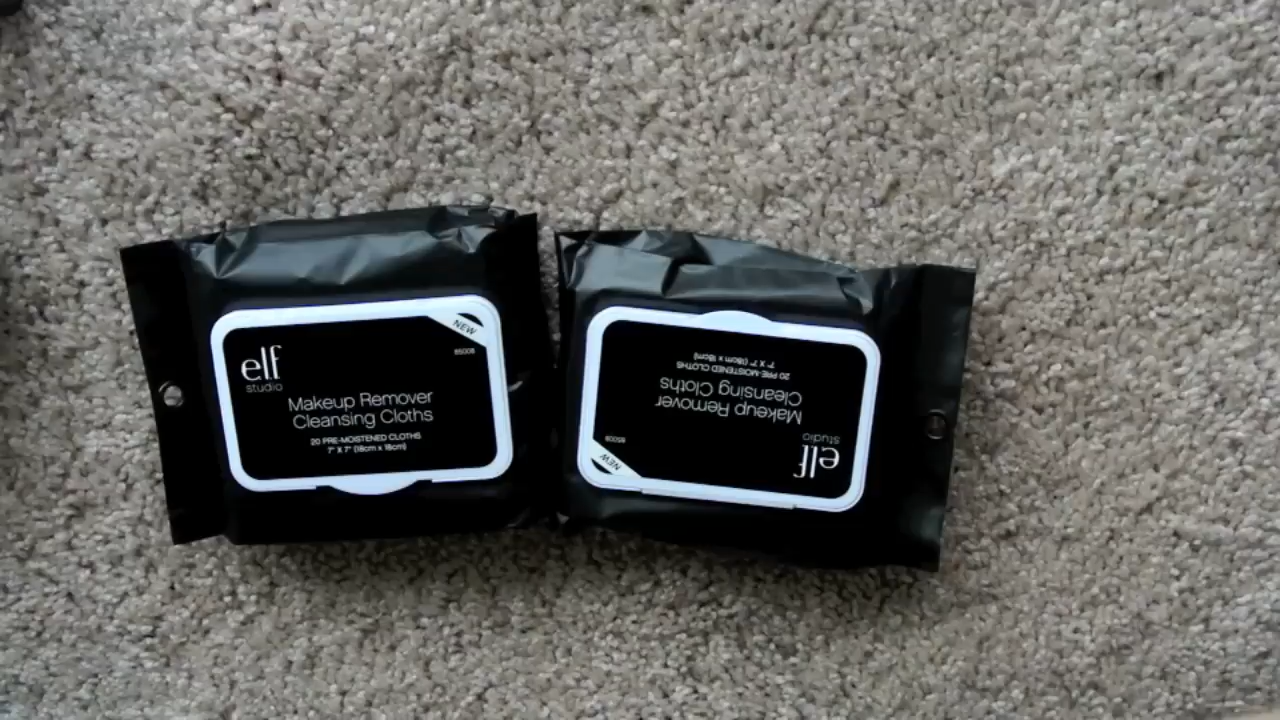 NEW
85008
elf
studio
Makeup Remover
Cleansing Cloths
20 PRE-MOISTENED CLOTHS
7" X 7" (18cm x 18cm)
NEW
85008
elf
studio
Makeup Remover
Cleansing Cloths
20 PRE-MOISTENED CLOTHS
7" X 7" (18cm x 18cm)